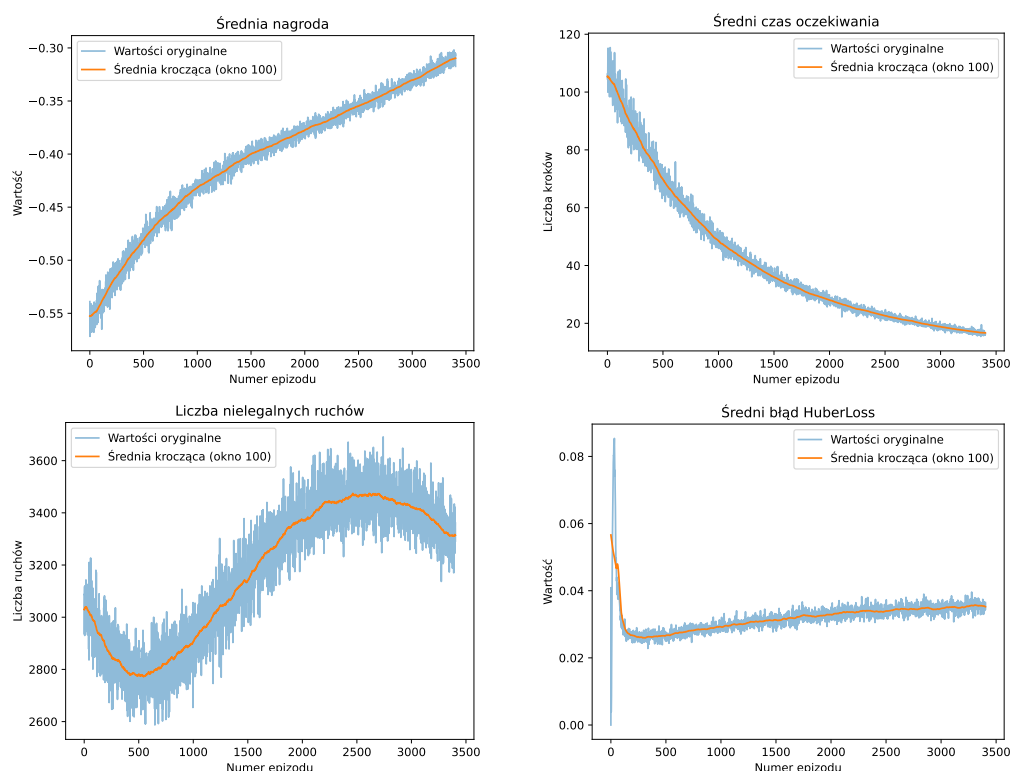 Średnia nagroda
Wartości oryginalne
Średnia krocząca (okno 100)
Wartość
−0.30
−0.35
−0.40
−0.45
−0.50
−0.55
0 500 1000 1500 2000 2500 3000 3500
Numer epizodu
Średni czas oczekiwania
Wartości oryginalne
Średnia krocząca (okno 100)
Liczba kroków
120
100
80
60
40
20
0 500 1000 1500 2000 2500 3000 3500
Numer epizodu
Liczba nielegalnych ruchów
Wartości oryginalne
Średnia krocząca (okno 100)
Liczba ruchów
3600
3400
3200
3000
2800
2600
0 500 1000 1500 2000 2500 3000 3500
Numer epizodu
Średni błąd HuberLoss
Wartości oryginalne
Średnia krocząca (okno 100)
Wartość
0.08
0.06
0.04
0.02
0.00
0 500 1000 1500 2000 2500 3000 3500
Numer epizodu